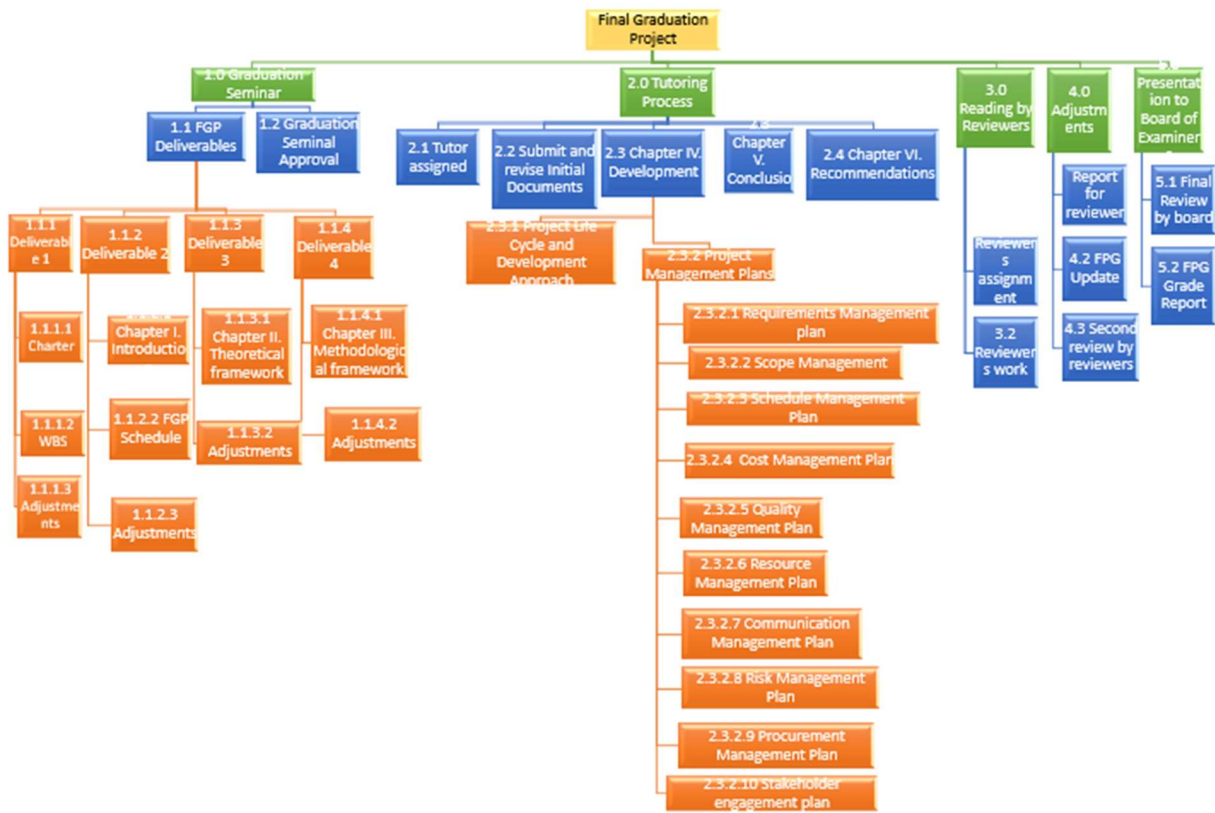 Final Graduation
Project
1.0 Graduation
Seminar
2.0 Tutoring
Process
3.0
Reading by
Reviewers
4.0
Adjustments
Presentat
ion to
Board of
Examiner
1.1 FGP
Deliverables
1.2 Graduation
Seminal
Approval
2.1 Tutor
assigned
2.2 Submit and
revise Initial
Documents
2.3 Chapter IV.
Development
Chapter
V.
Conclusio
2.4 Chapter VI.
Recommendations
Report
for
reviewer
5.1 Final
Review
by board
1.1.1
Deliverabl
e 1
1.1.2
Deliverable 2
1.1.3
Deliverable
3
1.1.4
Deliverable
4
2.3.1 Project Life
Cycle and
Development
Approach
2.3.2 Project
Management Plans
Reviewer
s
assignm
ent
4.2 FPG
Update
5.2 FPG
Grade
Report
1.1.1.1
Charter
Chapter I.
Introductio
1.1.3.1
Chapter II.
Theoretical
framework
1.1.4.1
Chapter III.
Methodologic
al framework
2.3.2.1 Requirements Management
plan
3.2
Reviewer
s work
4.3 Second
review by
reviewers
2.3.2.2 Scope Management
2.3.2.3 Schedule Management
Plan
1.1.1.2
WBS
1.1.2.2 FGP
Schedule
1.1.3.2
Adjustments
1.1.4.2
Adjustments
2.3.2.4 Cost Management Plan
1.1.1.3
Adjustme
nts
1.1.2.3
Adjustments
2.3.2.5 Quality
Management Plan
2.3.2.6 Resource
Management Plan
2.3.2.7 Communication
Management Plan
2.3.2.8 Risk Management
Plan
2.3.2.9 Procurement
Management Plan
2.3.2.10 Stakeholder
engagement plan